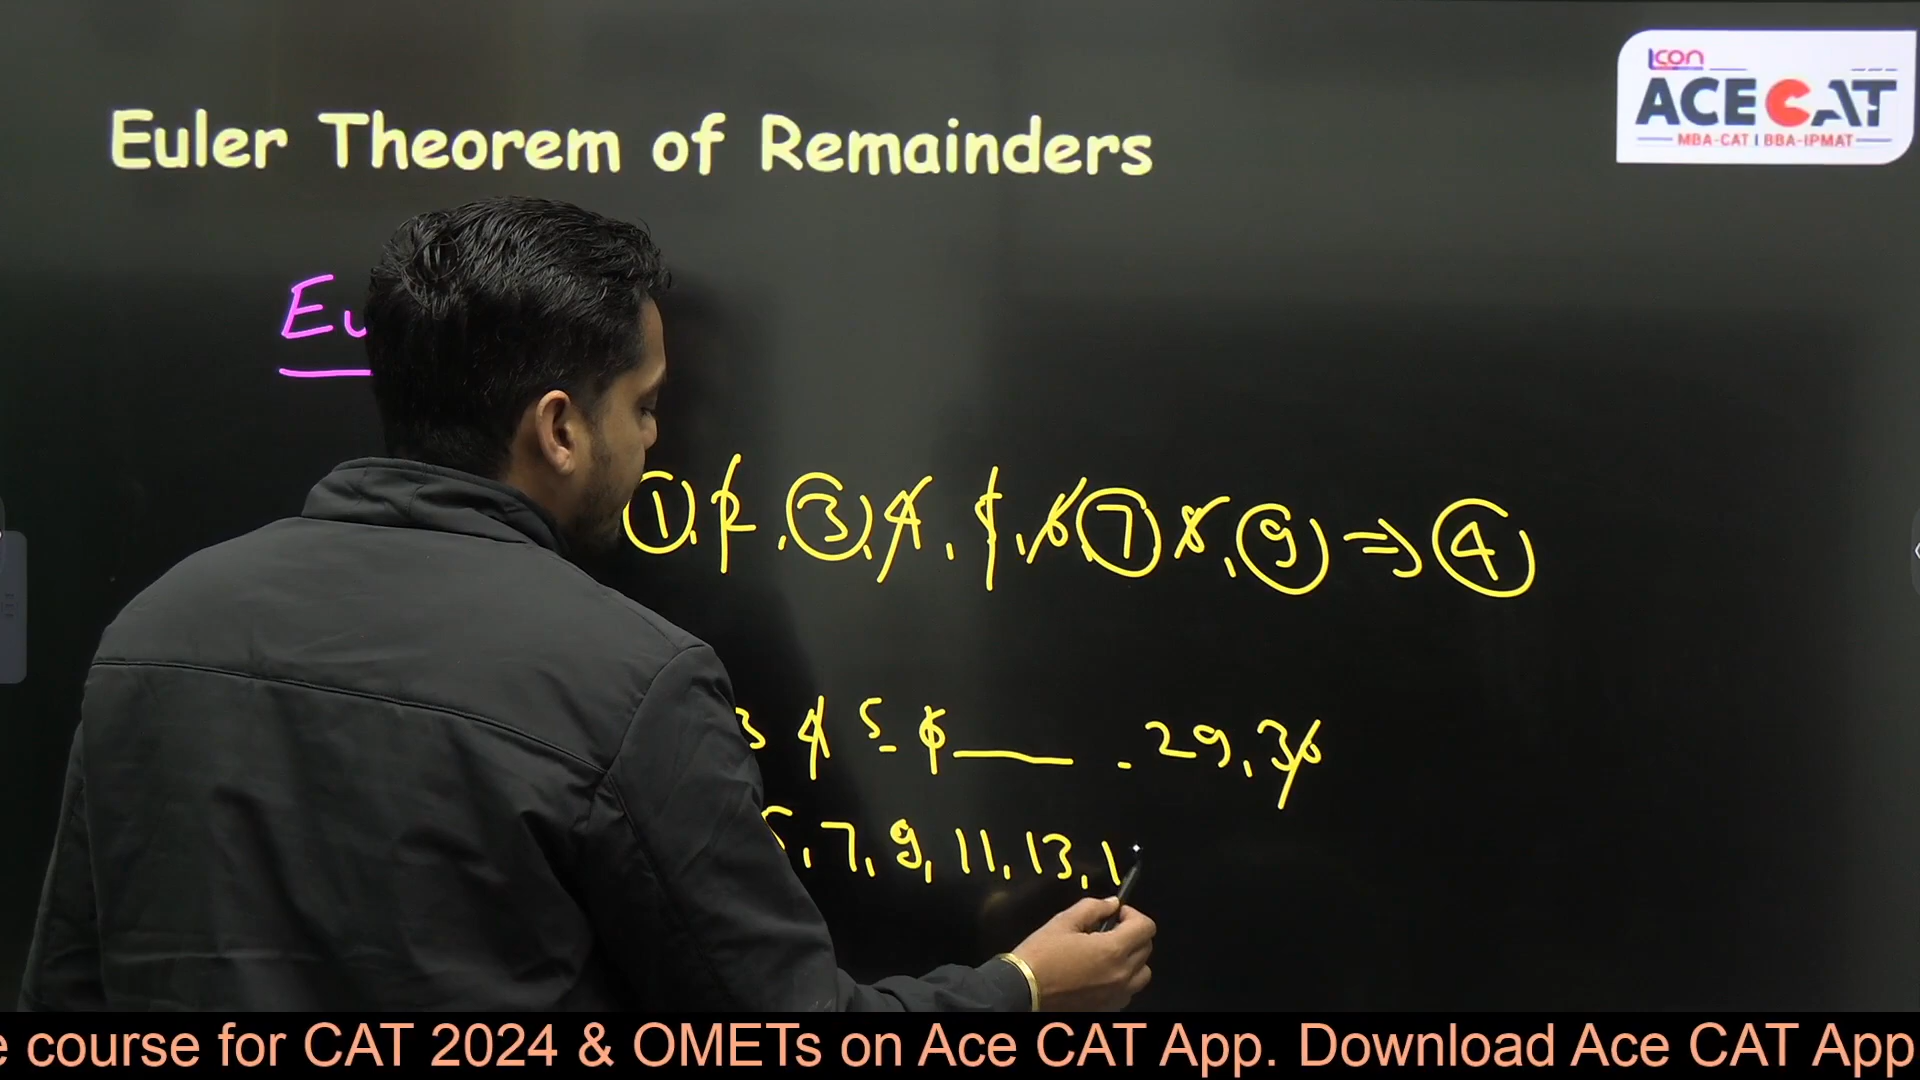 Icon
ACE CAT
MBA-CAT | BBA-IPMAT
Euler Theorem of Remainders
Eu
1, 2, 3, 4, 1, 6, 7 8, 9 ⇒ 4
3 4 5 6 — 29, 30
5, 7, 9, 11, 13, 1
e course for CAT 2024 & OMETs on Ace CAT App. Download Ace CAT App